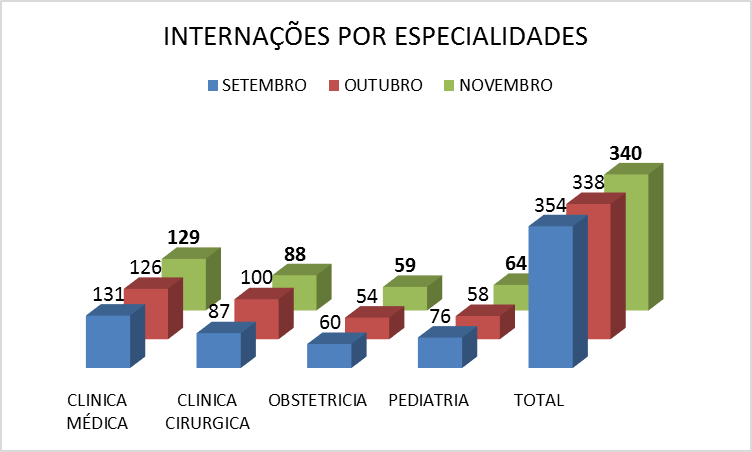 INTERNAÇÕES POR ESPECIALIDADES
SETEMBRO OUTUBRO NOVEMBRO
131 126 129
87 100 88
60 54 59
76 58 64
354 338 340
CLINICA MÉDICA
CLINICA CIRURGICA
OBSTETRICIA
PEDIATRIA
TOTAL